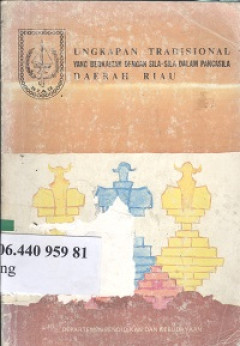 UNGKAPAN TRADISIONAL
YANG DIKAITKAN DENGAN SILA-SILA DALAM PANCASILA
DAERAH RIAU
06.440 959 81
ng
DEPARTEMEN PENDIDIKAN DAN KEBUDAYAAN